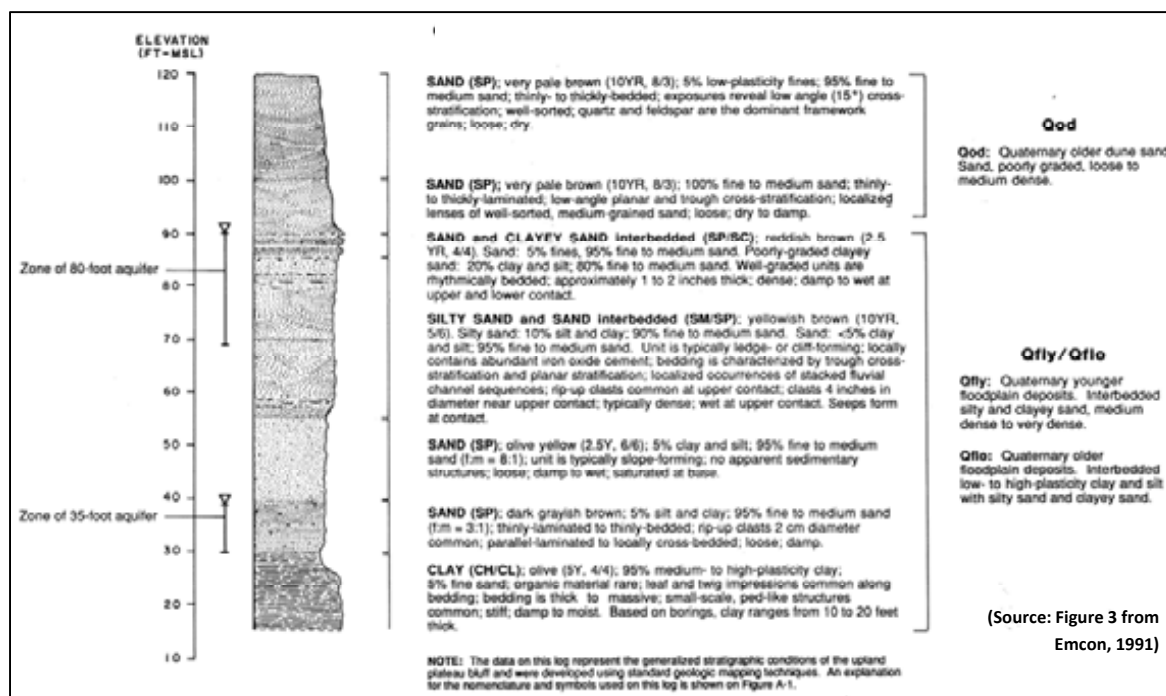 ELEVATION
(FT-MSL)
120
110
100
90
80
70
60
50
40
30
20
10
Zone of 80-foot aquifer
Zone of 35-foot aquifer
SAND (SP); very pale brown (10YR, 8/3); 5% low-plasticity fines; 95% fine to
medium sand; thinly- to thickly-bedded; exposures reveal low angle (15°) cross-
stratification; well-sorted; quartz and feldspar are the dominant framework
grains; loose; dry.
SAND (SP); very pale brown (10YR, 8/3); 100% fine to medium sand; thinly-
to thickly-laminated; low-angle planar and trough cross-stratification; localized
lenses of well-sorted, medium-grained sand; loose; dry to damp.
SAND and CLAYEY SAND interbedded (SP/SC); reddish brown (2.5
YR, 4/4). Sand: 5% fines, 95% fine to medium sand. Poorly-graded clayey
sand: 20% clay and silt; 80% fine to medium sand. Well-graded units are
rhythmically bedded; approximately 1 to 2 inches thick; dense; damp to wet at
upper and lower contact.
SILTY SAND and SAND interbedded (SM/SP); yellowish brown (10YR,
5/6). Silty sand: 10% silt and clay; 90% fine to medium sand. Sand: <5% clay
and silt; 95% fine to medium sand. Unit is typically ledge- or cliff-forming; locally
contains abundant iron oxide cement; bedding is characterized by trough cross-
stratification and planar stratification; localized occurrences of stacked fluvial
channel sequences; rip-up clasts common at upper contact; clasts 4 inches in
diameter near upper contact; typically dense; wet at upper contact. Seeps form
at contact.
SAND (SP); olive yellow (2.5Y, 6/6); 5% clay and silt; 95% fine to medium
sand (f:m = 8:1); unit is typically slope-forming; no apparent sedimentary
structures; loose; damp to wet; saturated at base.
SAND (SP); dark grayish brown; 5% silt and clay; 95% fine to medium sand
(f:m = 3:1); thinly-laminated to thinly-bedded; rip-up clasts 2 cm diameter
common; parallel-laminated to locally cross-bedded; loose; damp.
CLAY (CH/CL); olive (5Y, 4/4); 95% medium- to high-plasticity clay;
5% fine sand; organic material rare; leaf and twig impressions common along
bedding; bedding is thick to massive; small-scale, ped-like structures
common; stiff; damp to moist. Based on borings, clay ranges from 10 to 20 feet
thick.
NOTE: The data on this log represent the generalized stratigraphic conditions of the upland
plateau bluff and were developed using standard geologic mapping techniques. An explanation
for the nomenclature and symbols used on this log is shown on Figure A-1.
Qod
Qod: Quaternary older dune sand
Sand, poorly graded, loose to
medium dense.
Qfly/Qflo
Qfly: Quaternary younger
floodplain deposits. Interbedded
silty and clayey sand, medium
dense to very dense.
Qflo: Quaternary older
floodplain deposits. Interbedded
low- to high-plasticity clay and silt
with silty sand and clayey sand.
(Source: Figure 3 from
Emcon, 1991)